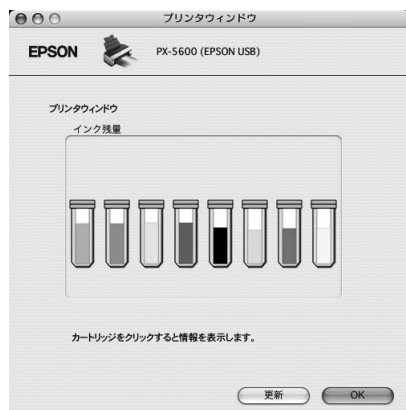 プリンタウィンドウ
EPSON PX-5600 (EPSON USB)
プリンタウィンドウ
インク残量
カートリッジをクリックすると情報を表示します。
更新 OK